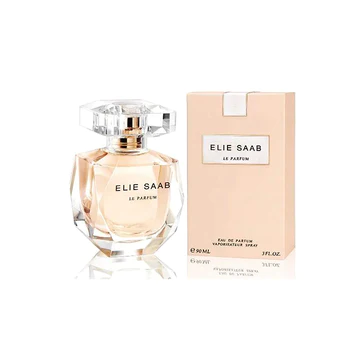 ELIE SAAB
LE PARFUM
ELIE SAAB
LE PARFUM
EAU DE PARFUM
VAPORISATEUR SPRAY
℮ 90 ML 3 FL.OZ.